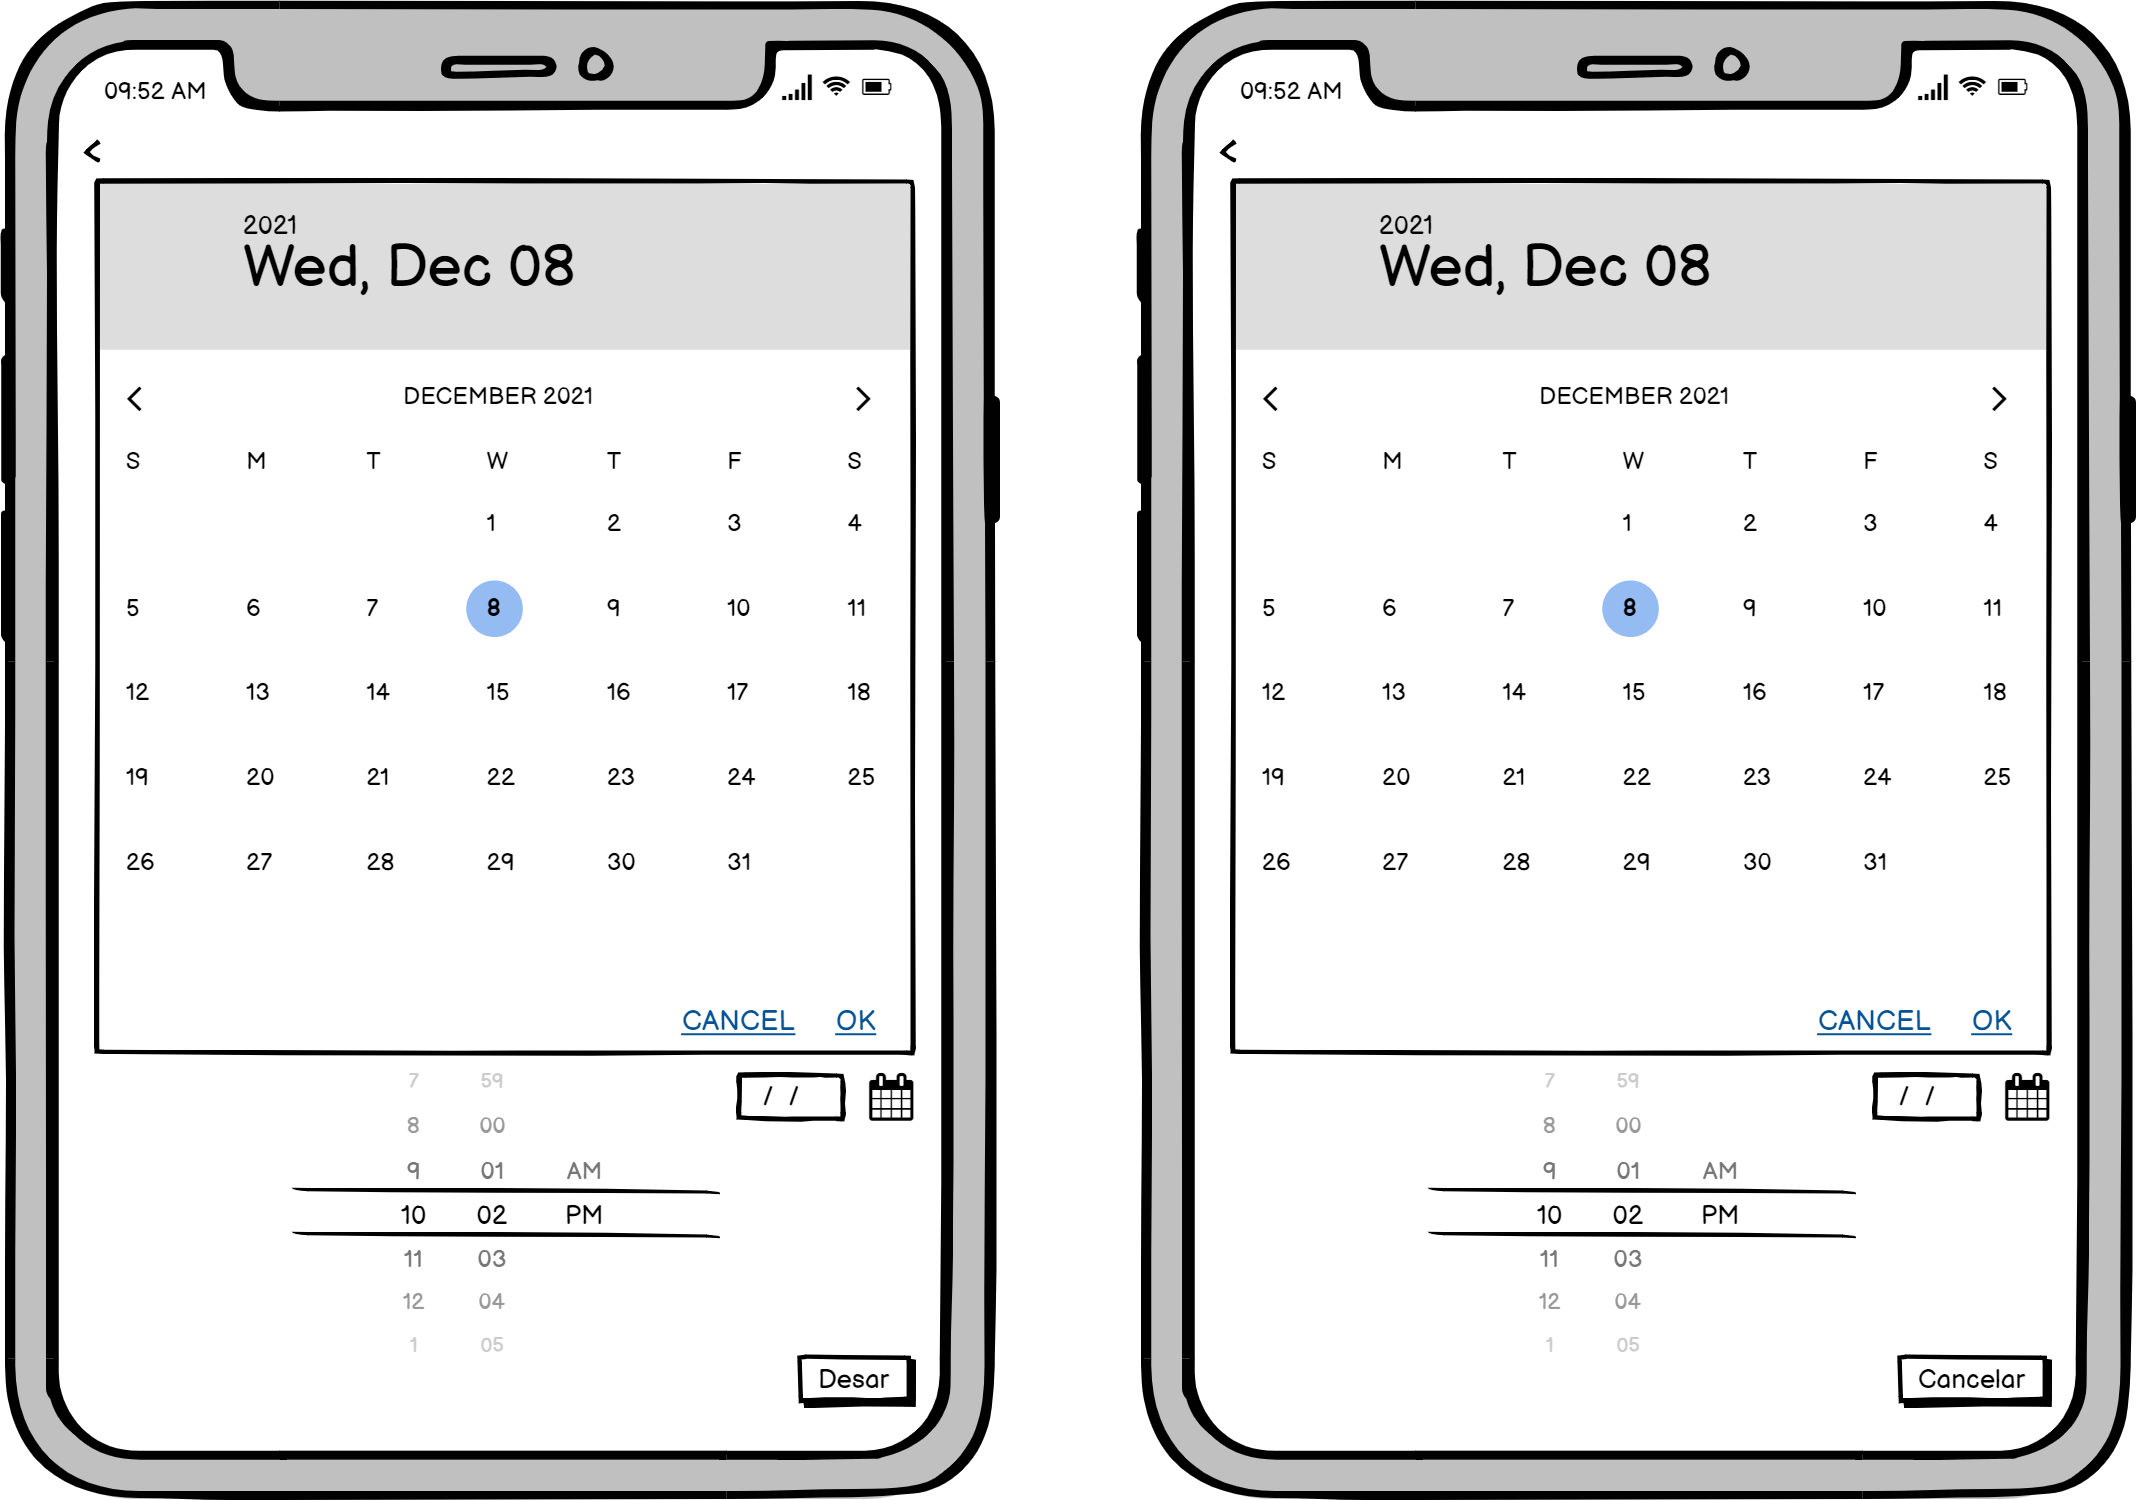 09:52 AM
2021
Wed, Dec 08
DECEMBER 2021
S M T W T F S
1 2 3 4
5 6 7 8 9 10 11
12 13 14 15 16 17 18
19 20 21 22 23 24 25
26 27 28 29 30 31
CANCEL OK
7 59
/ /
8 00
9 01 AM
10 02 PM
11 03
12 04
1 05
Desar
09:52 AM
2021
Wed, Dec 08
DECEMBER 2021
S M T W T F S
1 2 3 4
5 6 7 8 9 10 11
12 13 14 15 16 17 18
19 20 21 22 23 24 25
26 27 28 29 30 31
CANCEL OK
7 59
/ /
8 00
9 01 AM
10 02 PM
11 03
12 04
1 05
Cancelar